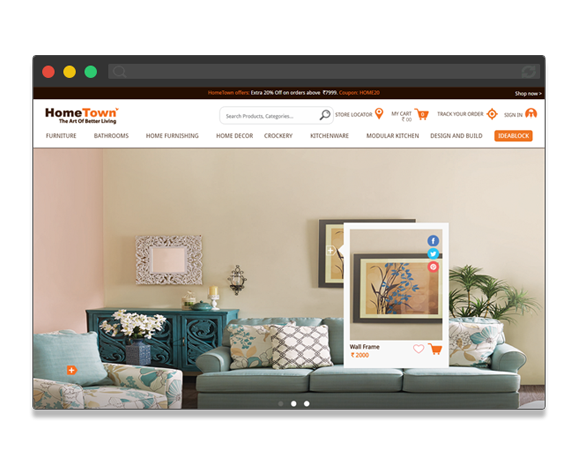 HomeTown offers: Extra 20% Off on orders above ₹7999. Coupon: HOME20 Shop now >
HomeTown
The Art Of Better Living
Search Products, Categories... STORE LOCATOR MY CART ₹ 00 0 TRACK YOUR ORDER SIGN IN
FURNITURE BATHROOMS HOME FURNISHING HOME DECOR CROCKERY KITCHENWARE MODULAR KITCHEN DESIGN AND BUILD IDEABLOCK
f
Wall Frame
₹ 2000